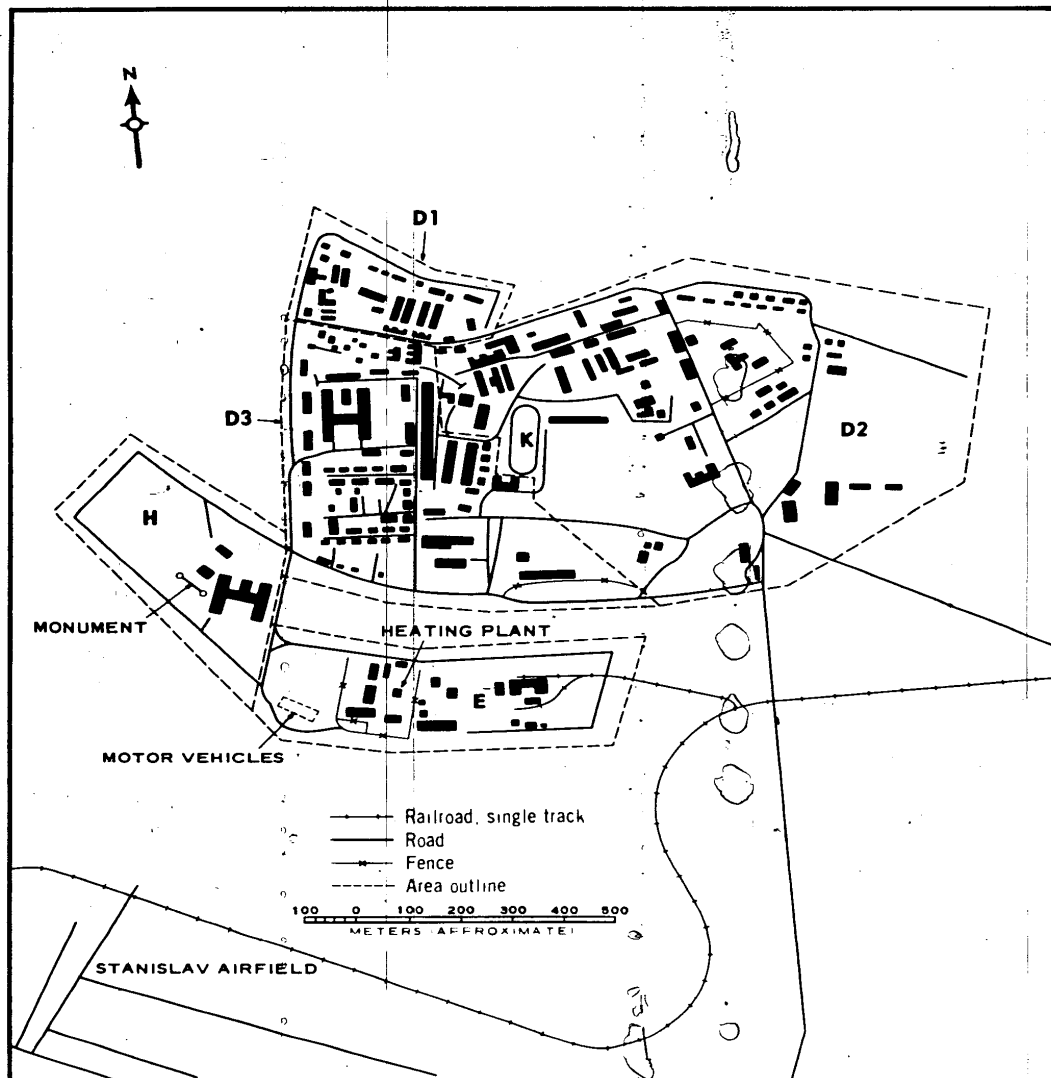 N
D1
D3
K
D2
H
MONUMENT
HEATING PLANT
E
MOTOR VEHICLES
Railroad, single track
Road
Fence
Area outline
100 0 100 200 300 400 500
METERS (APPROXIMATE)
STANISLAV AIRFIELD